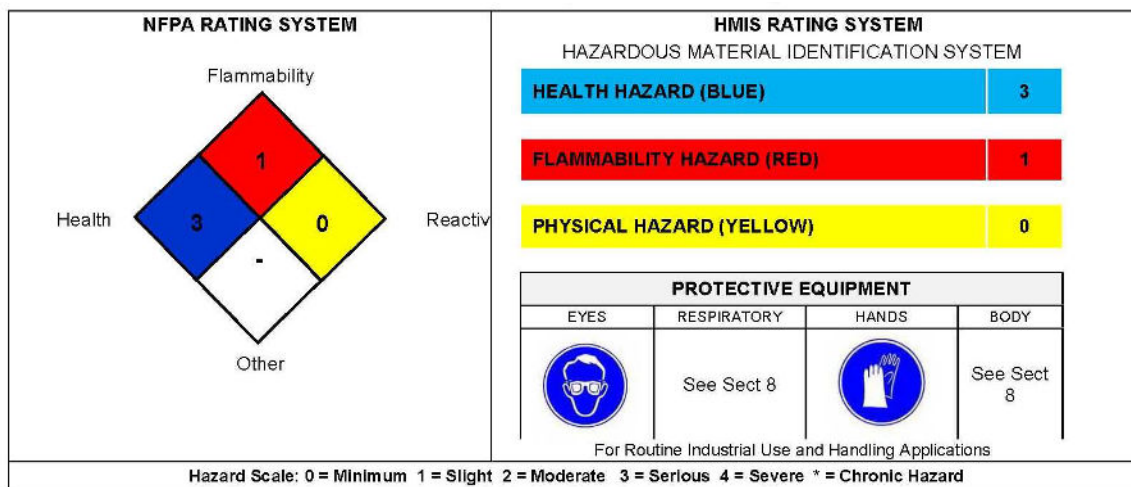 NFPA RATING SYSTEM
Flammability
1
Health
3
0
Reactiv
-
Other
HMIS RATING SYSTEM
HAZARDOUS MATERIAL IDENTIFICATION SYSTEM
HEALTH HAZARD (BLUE) 3
FLAMMABILITY HAZARD (RED) 1
PHYSICAL HAZARD (YELLOW) 0
PROTECTIVE EQUIPMENT
EYES RESPIRATORY HANDS BODY
See Sect 8
See Sect
8
For Routine Industrial Use and Handling Applications
Hazard Scale: 0 = Minimum 1 = Slight 2 = Moderate 3 = Serious 4 = Severe * = Chronic Hazard